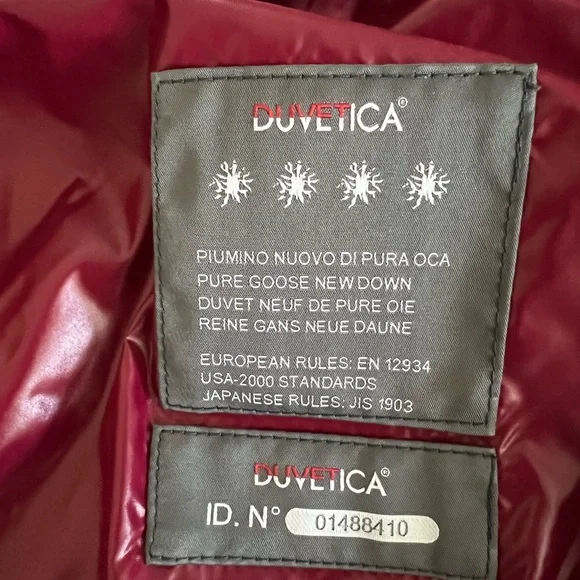 DUVETICA®
PIUMINO NUOVO DI PURA OCA
PURE GOOSE NEW DOWN
DUVET NEUF DE PURE OIE
REINE GANS NEUE DAUNE
EUROPEAN RULES: EN 12934
USA-2000 STANDARDS
JAPANESE RULES: JIS 1903
DUVETICA®
ID. N° 01488410